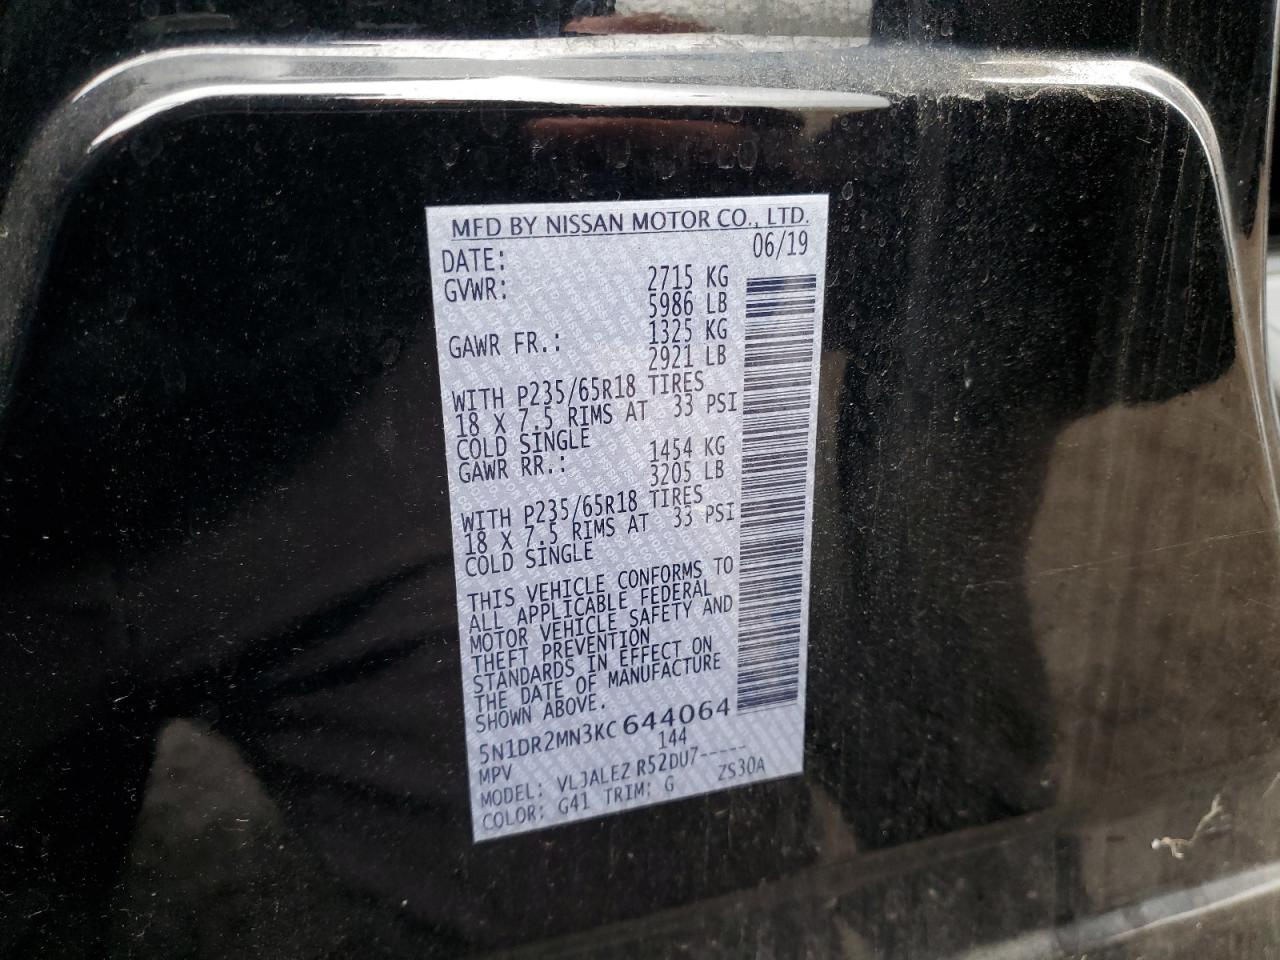 MFD BY NISSAN MOTOR CO., LTD.
DATE: 06/19
GVWR: 2715 KG
5986 LB
GAWR FR.: 1325 KG
2921 LB
WITH P235/65R18 TIRES
18 X 7.5 RIMS AT 33 PSI
COLD SINGLE
GAWR RR.: 1454 KG
3205 LB
WITH P235/65R18 TIRES
18 X 7.5 RIMS AT 33 PSI
COLD SINGLE
THIS VEHICLE CONFORMS TO
ALL APPLICABLE FEDERAL
MOTOR VEHICLE SAFETY AND
THEFT PREVENTION
STANDARDS IN EFFECT ON
THE DATE OF MANUFACTURE
SHOWN ABOVE.
5N1DR2MN3KC644064
MPV 144
MODEL: VLJALEZ R52DU7-----
COLOR: G41 TRIM: G ZS30A